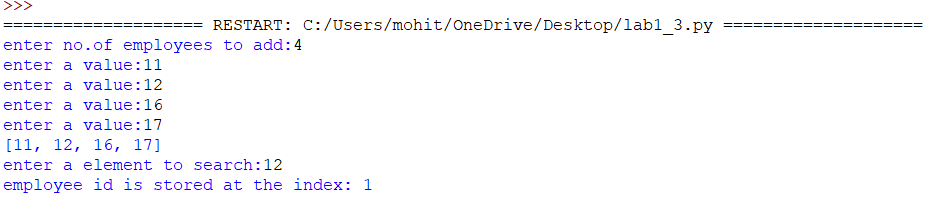 >>>
==================== RESTART: C:/Users/mohit/OneDrive/Desktop/lab1_3.py ====================
enter no.of employees to add:4
enter a value:11
enter a value:12
enter a value:16
enter a value:17
[11, 12, 16, 17]
enter a element to search:12
employee id is stored at the index: 1